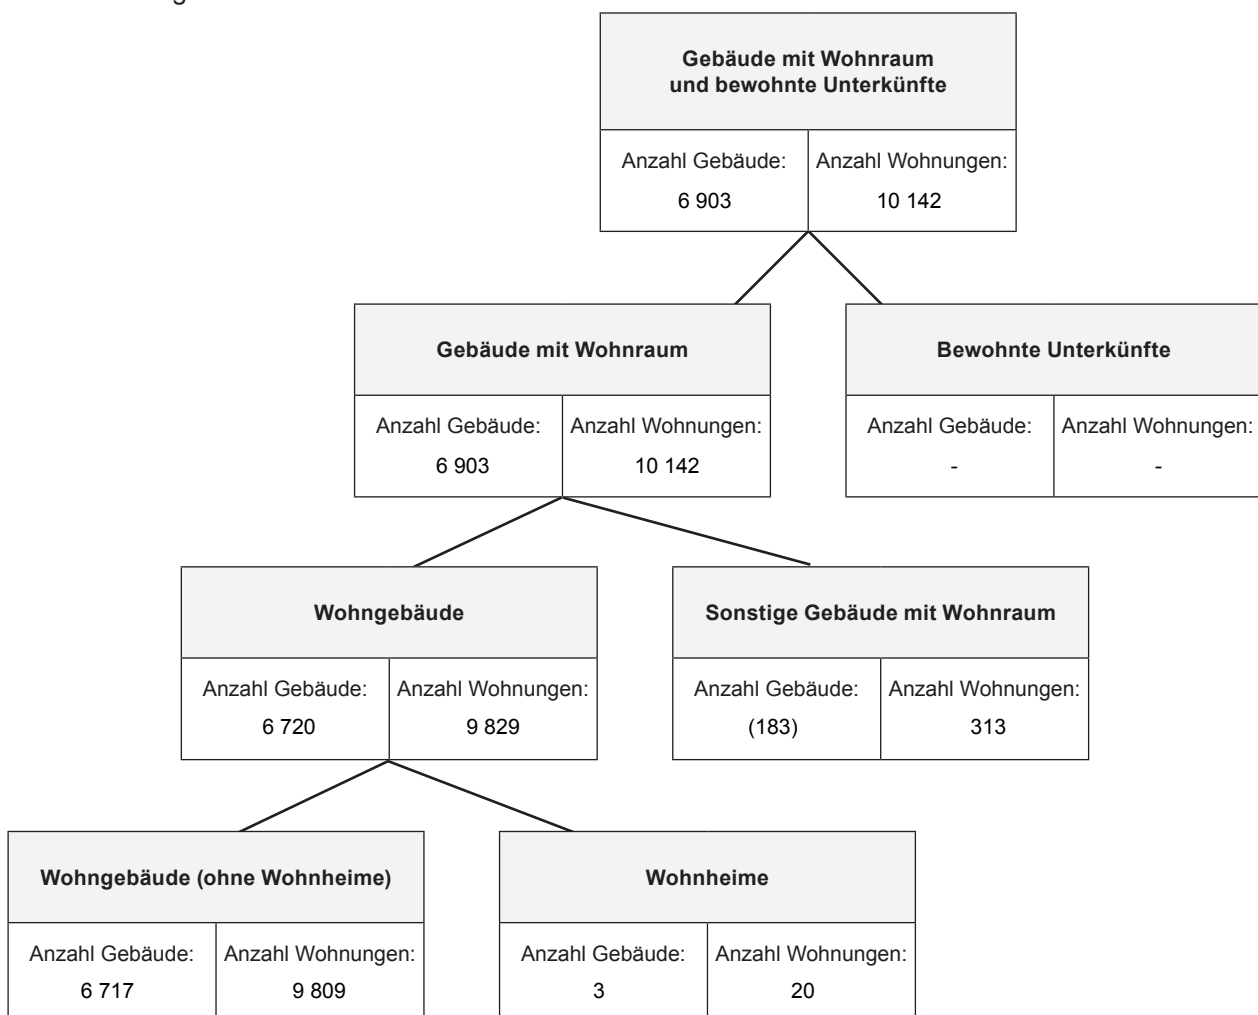 Gebäude mit Wohnraum
und bewohnte Unterkünfte
Anzahl Gebäude: Anzahl Wohnungen:
6 903 10 142
Gebäude mit Wohnraum Bewohnte Unterkünfte
Anzahl Gebäude: Anzahl Wohnungen: Anzahl Gebäude: Anzahl Wohnungen:
6 903 10 142 - -
Wohngebäude Sonstige Gebäude mit Wohnraum
Anzahl Gebäude: Anzahl Wohnungen: Anzahl Gebäude: Anzahl Wohnungen:
6 720 9 829 (183) 313
Wohngebäude (ohne Wohnheime) Wohnheime
Anzahl Gebäude: Anzahl Wohnungen: Anzahl Gebäude: Anzahl Wohnungen:
6 717 9 809 3 20